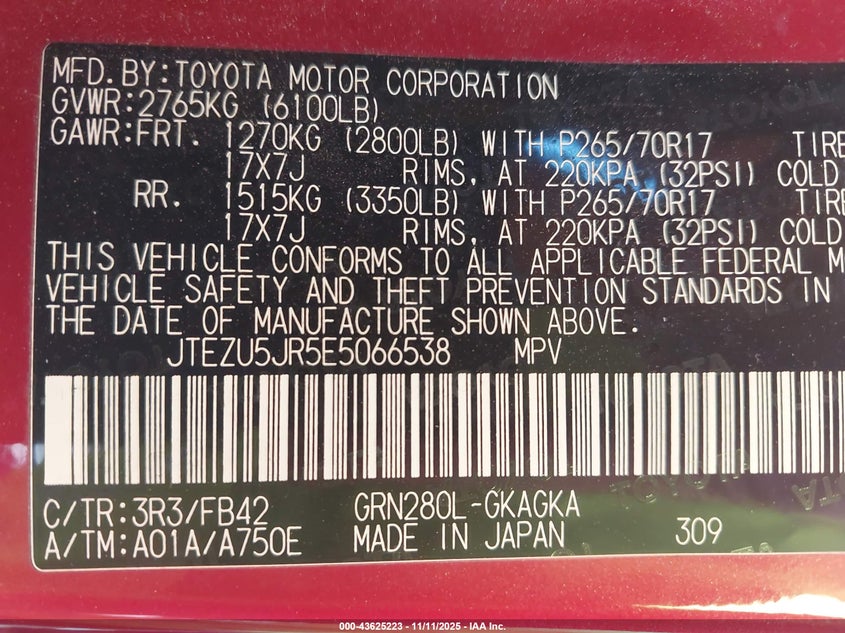 MFD.BY:TOYOTA MOTOR CORPORATION
GVWR:2765KG (6100LB)
GAWR:FRT. 1270KG (2800LB) WITH P265/70R17 TIRE
17X7J RIMS, AT 220KPA (32PSI) COLD
RR. 1515KG (3350LB) WITH P265/70R17 TIRE
17X7J RIMS, AT 220KPA (32PSI) COLD
THIS VEHICLE CONFORMS TO ALL APPLICABLE FEDERAL M
VEHICLE SAFETY AND THEFT PREVENTION STANDARDS IN
THE DATE OF MANUFACTURE SHOWN ABOVE.
JTEZU5JR5E5066538 MPV
C/TR:3R3/FB42 GRN280L-GKAGKA
A/TM:A01A/A750E MADE IN JAPAN 309
000-43625223 - 11/11/2025 - IAA Inc.